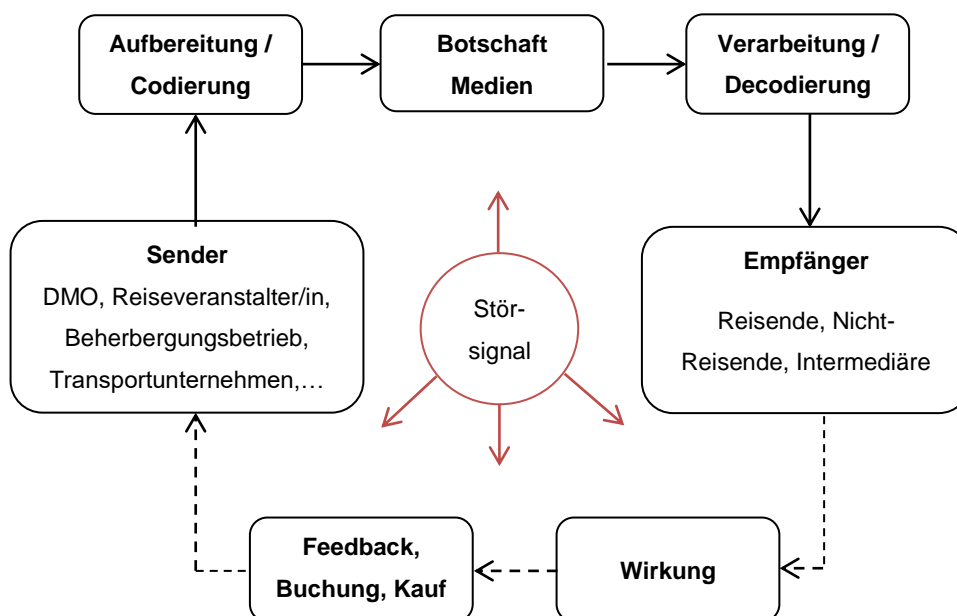 Aufbereitung /
Codierung
Botschaft
Medien
Verarbeitung /
Decodierung
Sender
DMO, Reiseveranstalter/in,
Beherbergungsbetrieb,
Transportunternehmen,…
Stör-
signal
Empfänger
Reisende, Nicht-
Reisende, Intermediäre
Feedback,
Buchung, Kauf
Wirkung